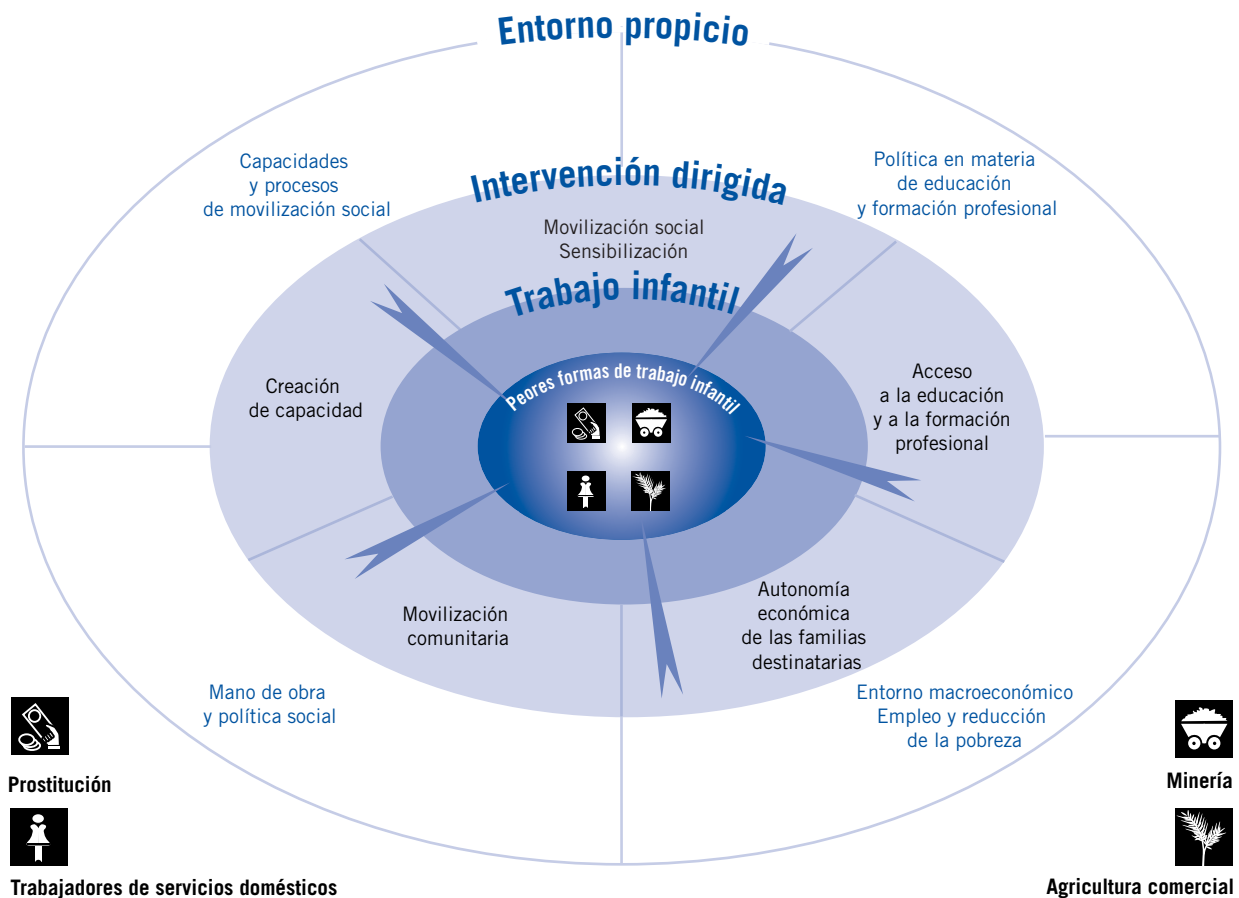 Entorno propicio
Capacidades
y procesos
de movilización social
Política en materia
de educación
y formación profesional
Intervención dirigida
Movilización social
Sensibilización
Trabajo infantil
Peores formas de trabajo infantil
Creación
de capacidad
Acceso
a la educación
y a la formación
profesional
Movilización
comunitaria
Autonomía
económica
de las familias
destinatarias
Mano de obra
y política social
Entorno macroeconómico
Empleo y reducción
de la pobreza
Prostitución
Minería
Trabajadores de servicios domésticos
Agricultura comercial